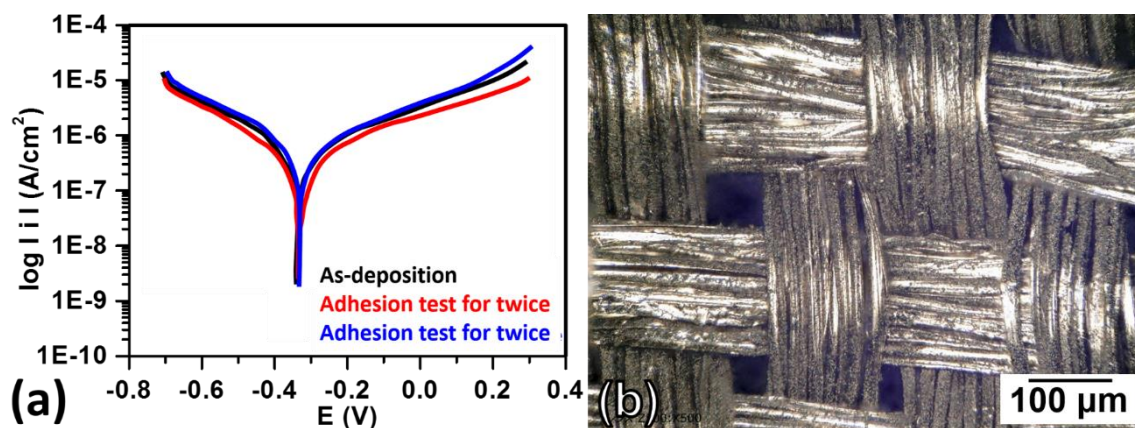 1E-4
1E-5
1E-6
1E-7
1E-8
1E-9
1E-10
log l i l (A/cm²)
As-deposition
Adhesion test for twice
Adhesion test for twice
-0.8 -0.6 -0.4 -0.2 0.0 0.2 0.4
E (V)
(a)
(b)
X500
100 µm